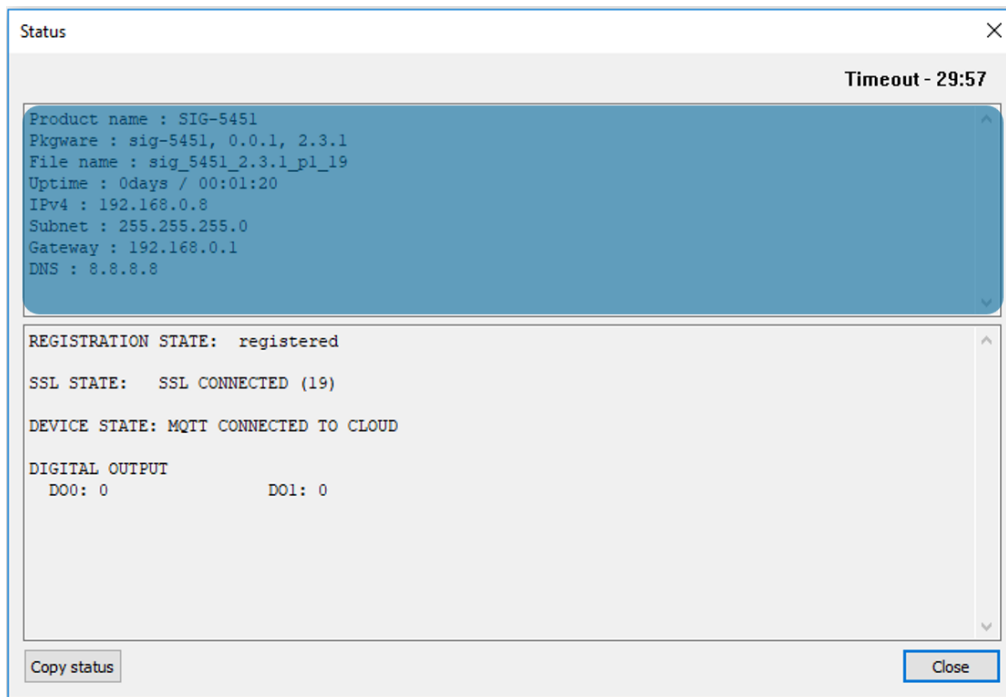 Status
Timeout - 29:57
Product name : SIG-5451
Pkgware : sig-5451, 0.0.1, 2.3.1
File name : sig_5451_2.3.1_p1_19
Uptime : 0days / 00:01:20
IPv4 : 192.168.0.8
Subnet : 255.255.255.0
Gateway : 192.168.0.1
DNS : 8.8.8.8
REGISTRATION STATE: registered
SSL STATE: SSL CONNECTED (19)
DEVICE STATE: MQTT CONNECTED TO CLOUD
DIGITAL OUTPUT
DO0: 0 DO1: 0
Copy status Close